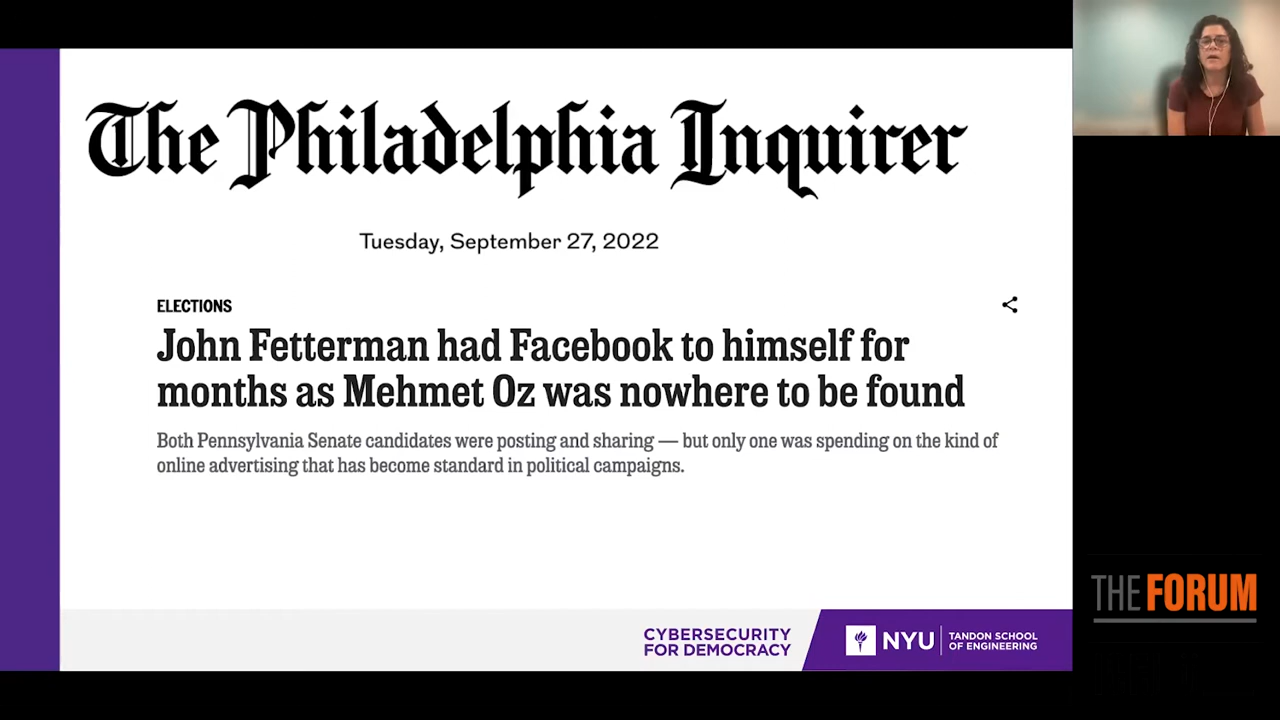 The Philadelphia Inquirer
Tuesday, September 27, 2022
ELECTIONS
John Fetterman had Facebook to himself for
months as Mehmet Oz was nowhere to be found
Both Pennsylvania Senate candidates were posting and sharing — but only one was spending on the kind of
online advertising that has become standard in political campaigns.
CYBERSECURITY
FOR DEMOCRACY
NYU
TANDON SCHOOL
OF ENGINEERING
THE FORUM